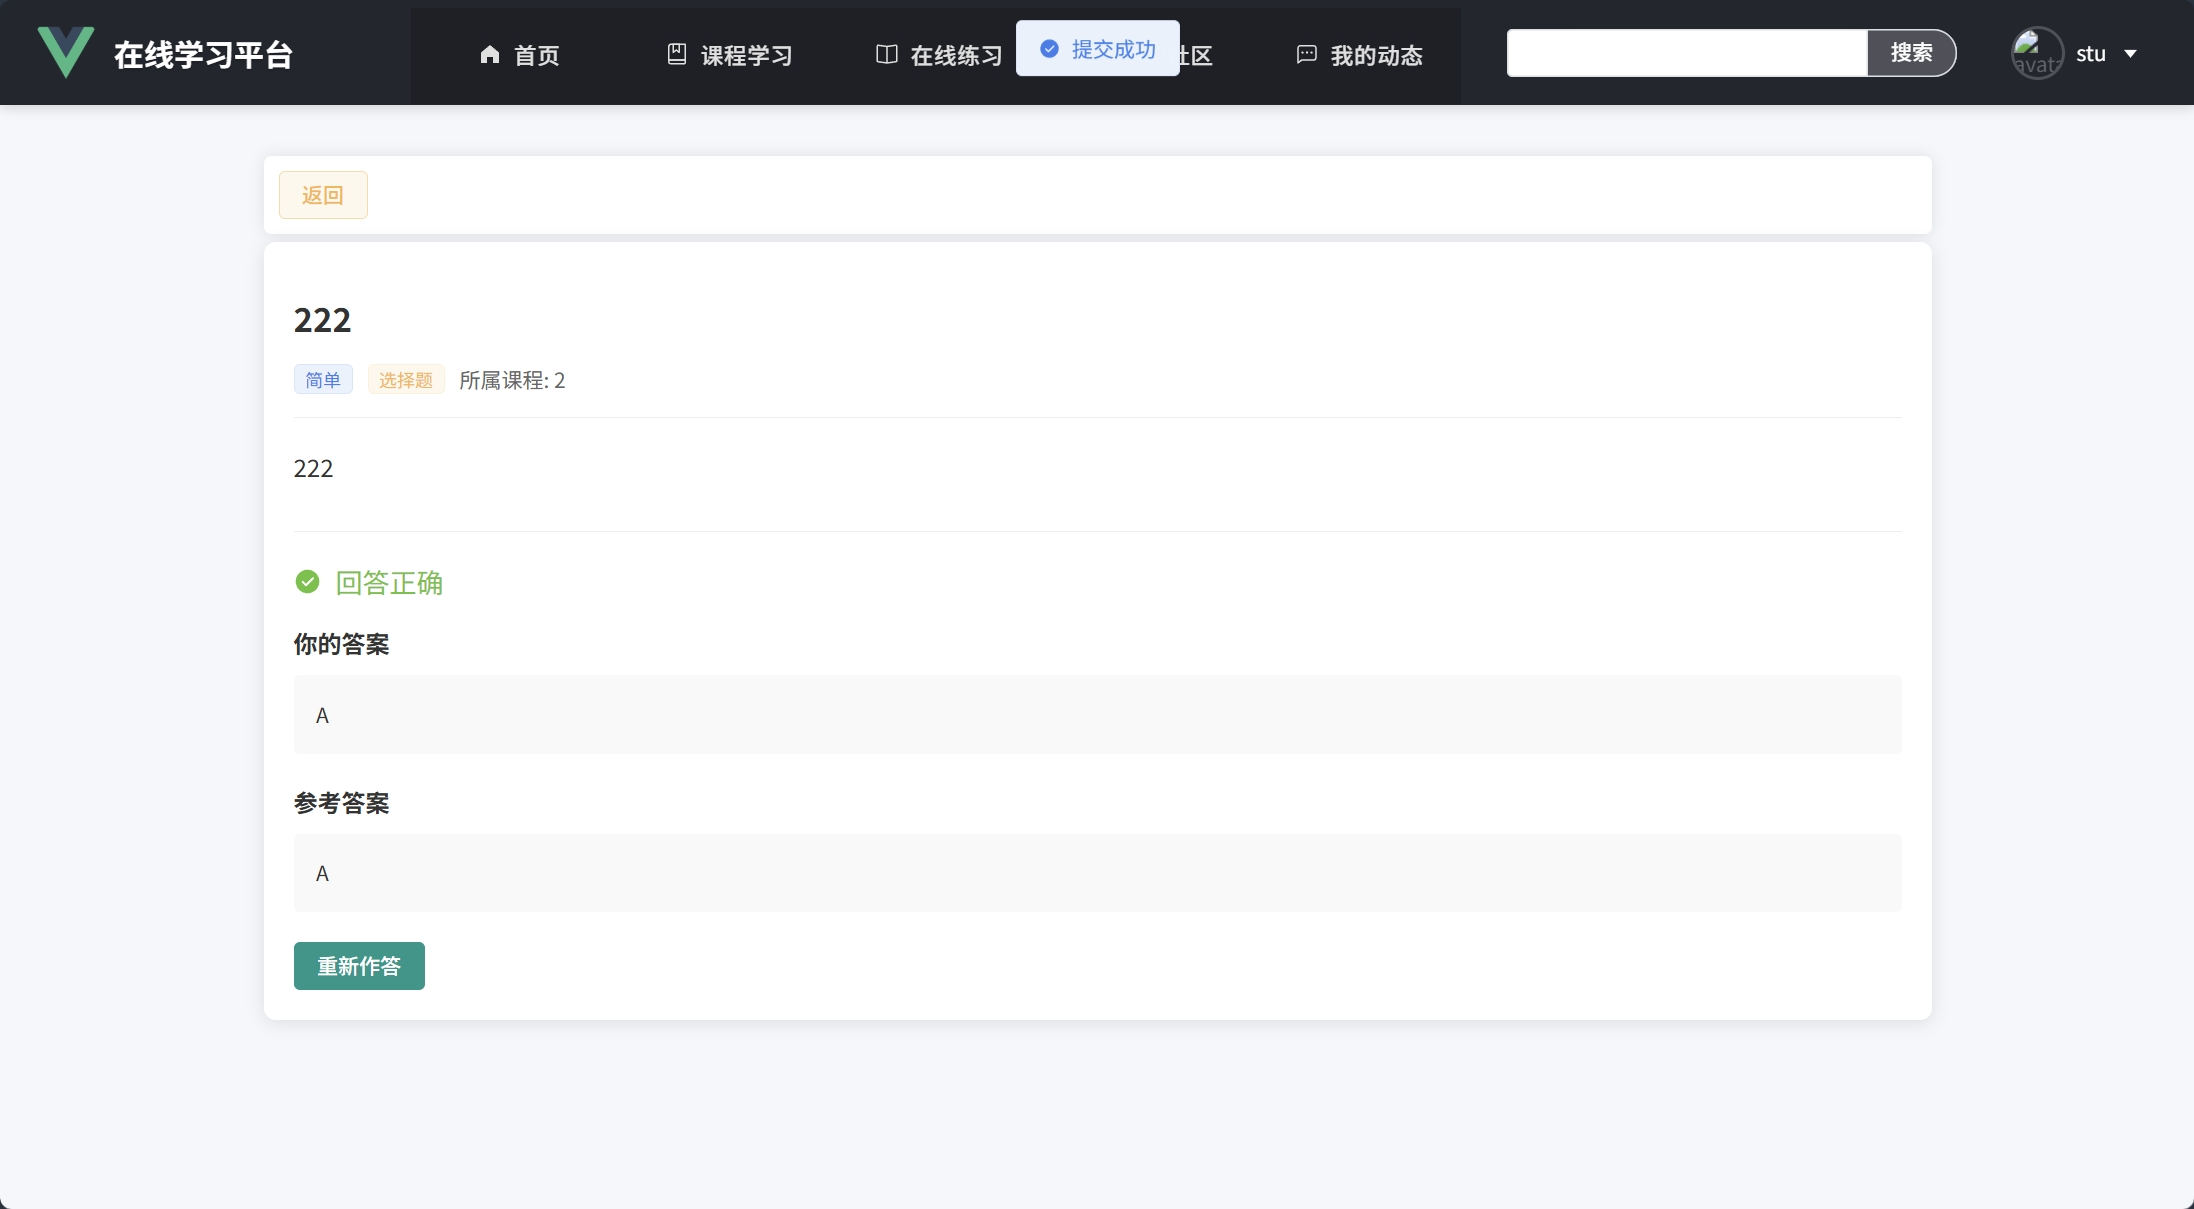 在线学习平台
首页
课程学习
在线练习
提交成功
区
我的动态
搜索
avat
stu
返回
222
简单 选择题 所属课程: 2
222
回答正确
你的答案
A
参考答案
A
重新作答